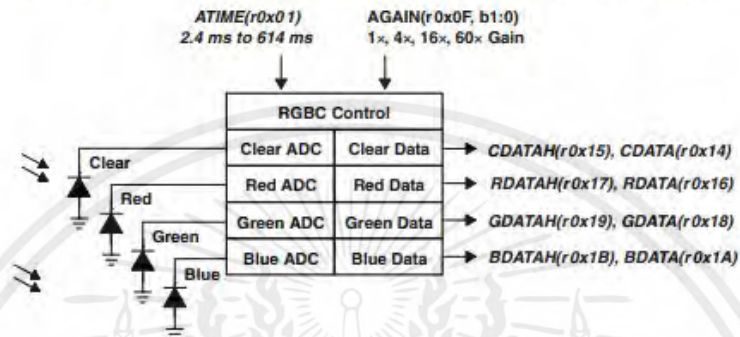 ATIME(r0x01) AGAIN(r0x0F, b1:0)
2.4 ms to 614 ms 1×, 4×, 16×, 60× Gain
RGBC Control
Clear Clear ADC Clear Data CDATAH(r0x15), CDATA(r0x14)
Red Red ADC Red Data RDATAH(r0x17), RDATA(r0x16)
Green Green ADC Green Data GDATAH(r0x19), GDATA(r0x18)
Blue Blue ADC Blue Data BDATAH(r0x1B), BDATA(r0x1A)